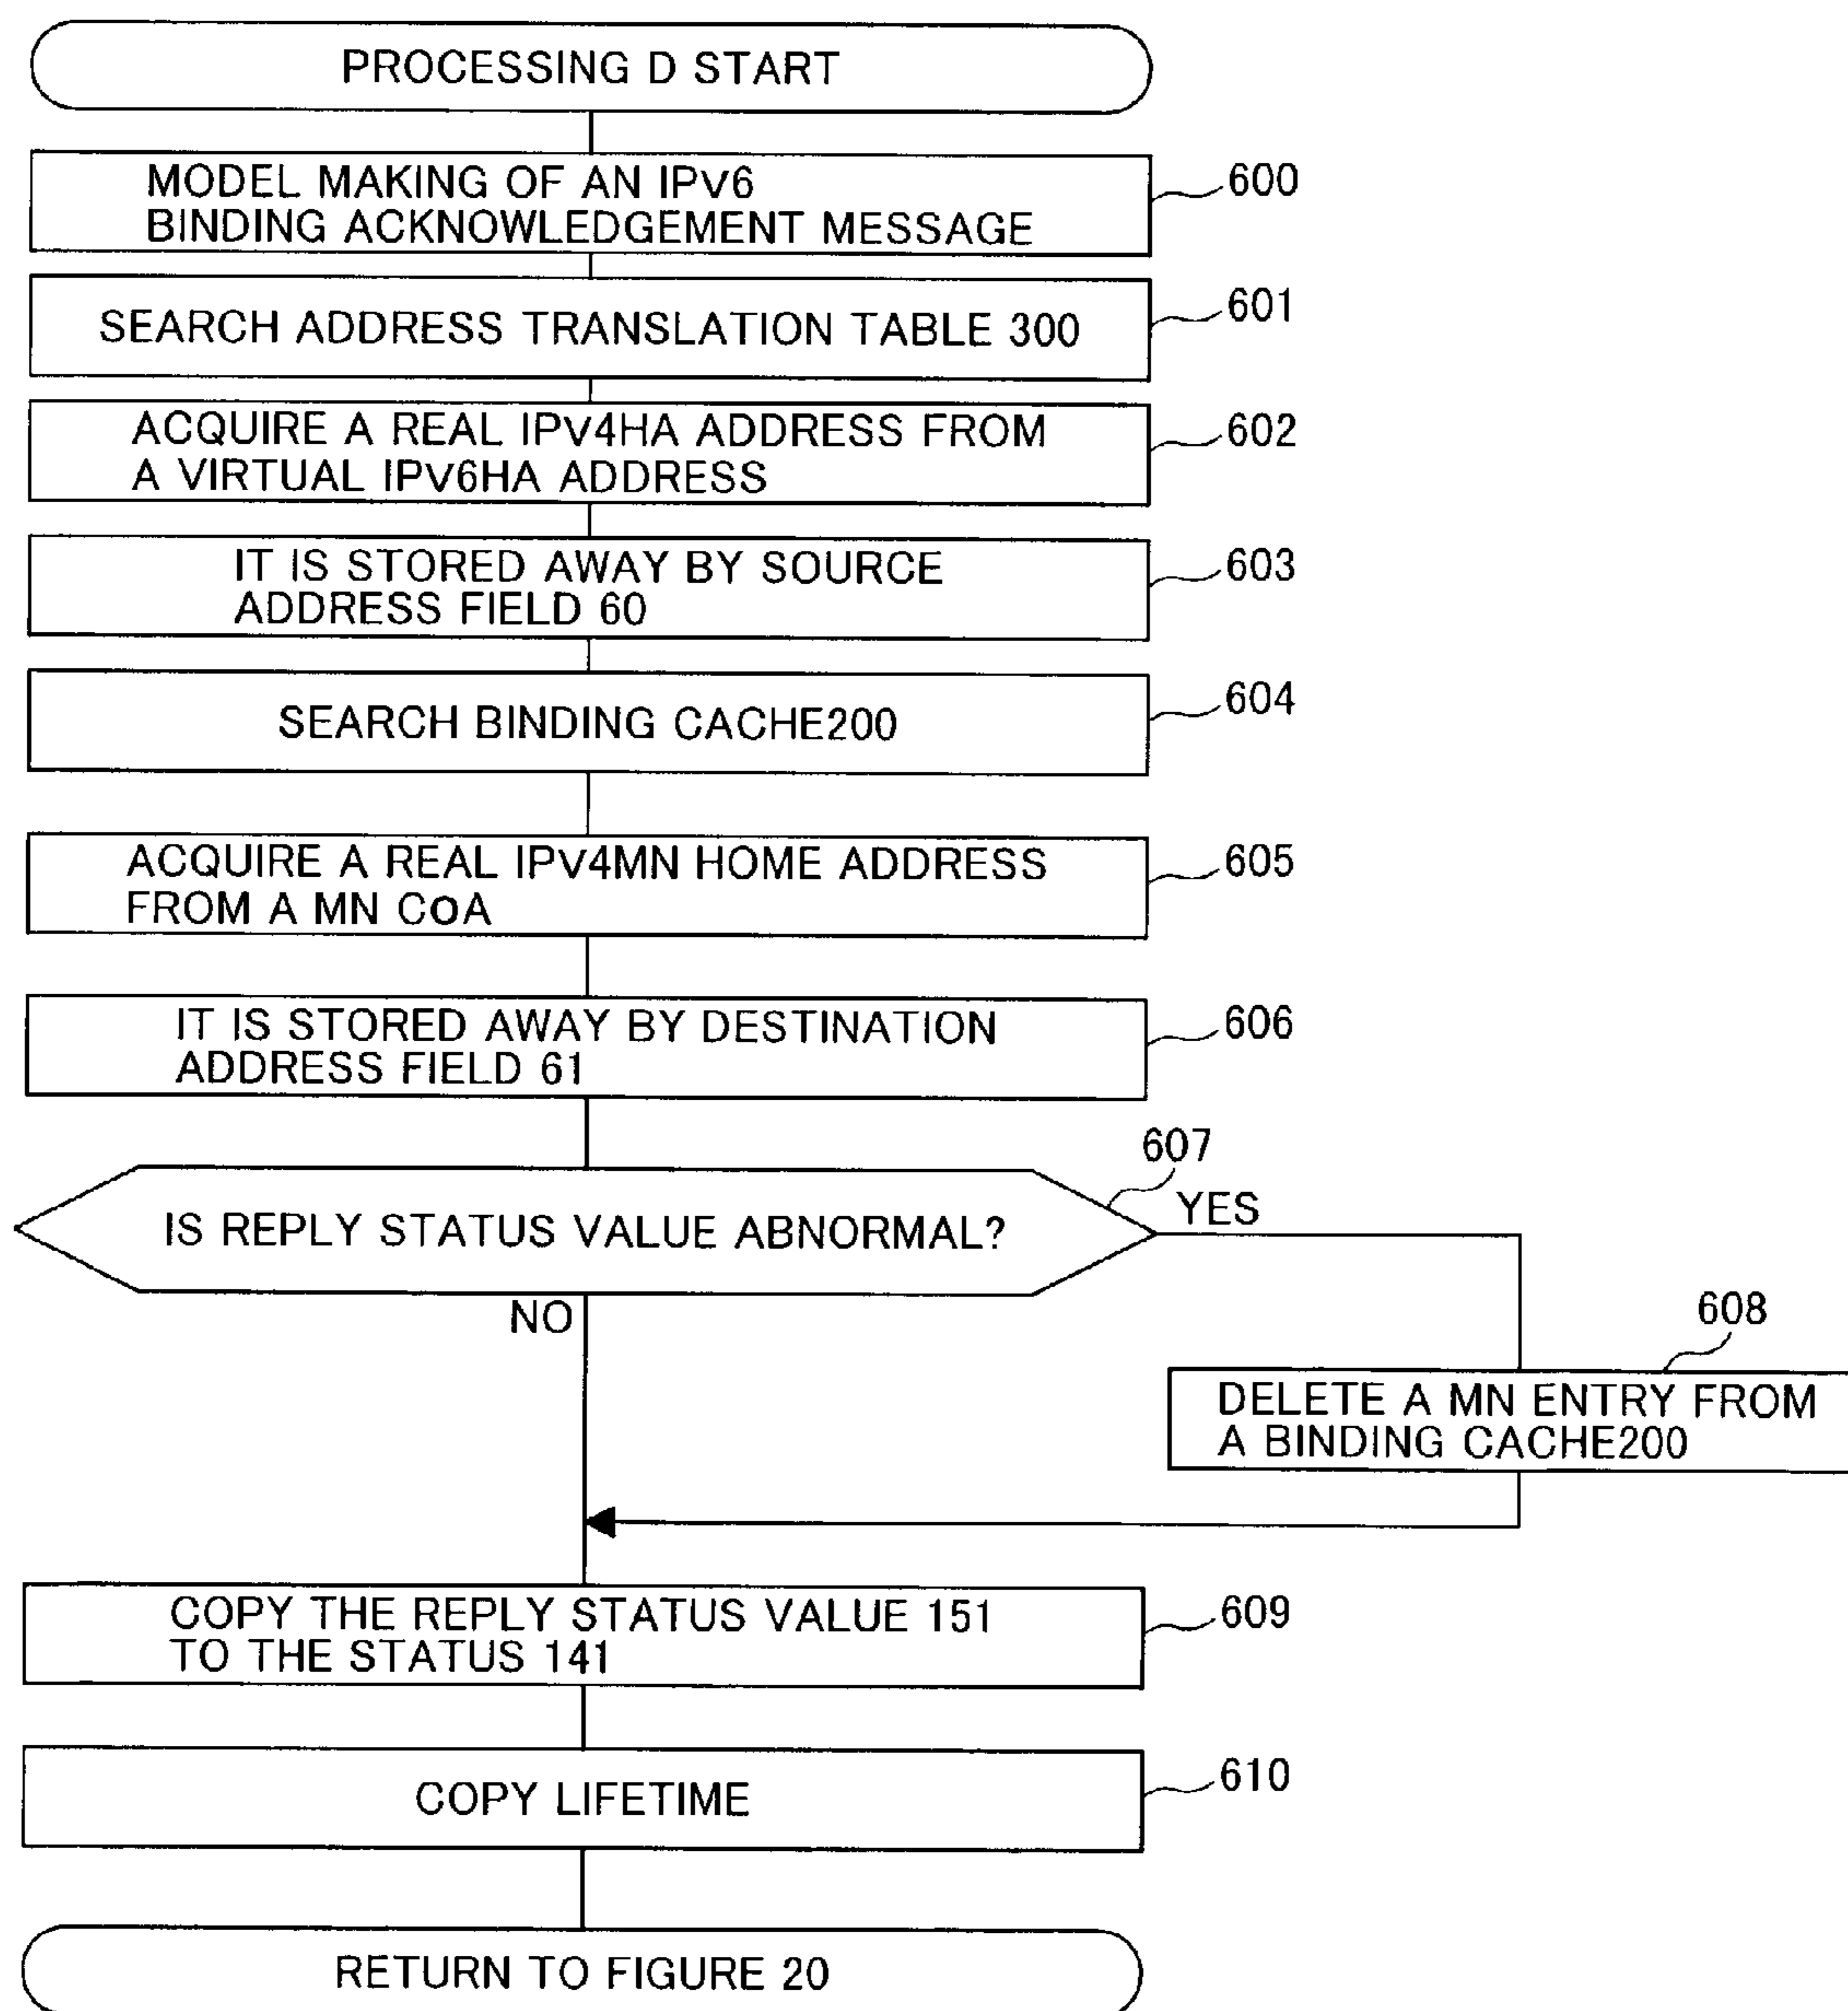 PROCESSING D START
MODEL MAKING OF AN IPV6
BINDING ACKNOWLEDGEMENT MESSAGE
600
SEARCH ADDRESS TRANSLATION TABLE 300
601
ACQUIRE A REAL IPV4HA ADDRESS FROM
A VIRTUAL IPV6HA ADDRESS
602
IT IS STORED AWAY BY SOURCE
ADDRESS FIELD 60
603
SEARCH BINDING CACHE200
604
ACQUIRE A REAL IPV4MN HOME ADDRESS
FROM A MN COA
605
IT IS STORED AWAY BY DESTINATION
ADDRESS FIELD 61
606
607
IS REPLY STATUS VALUE ABNORMAL?
YES
NO
608
DELETE A MN ENTRY FROM
A BINDING CACHE200
COPY THE REPLY STATUS VALUE 151
TO THE STATUS 141
609
COPY LIFETIME
610
RETURN TO FIGURE 20